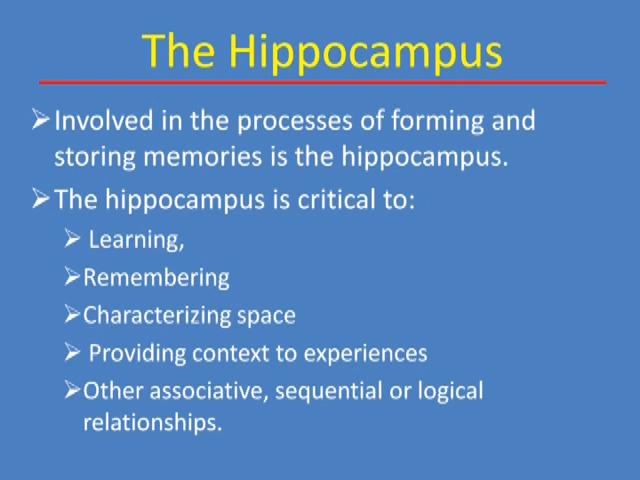 The Hippocampus
➢Involved in the processes of forming and
storing memories is the hippocampus.
➢The hippocampus is critical to:
➢ Learning,
➢Remembering
➢Characterizing space
➢ Providing context to experiences
➢Other associative, sequential or logical
relationships.